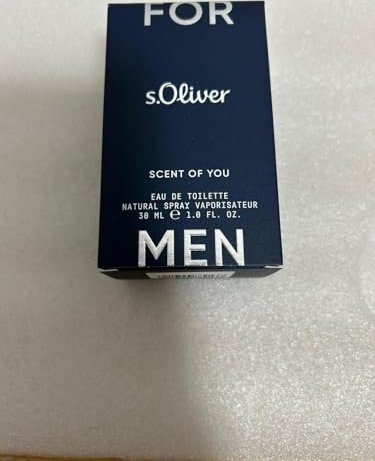 FOR
s.Oliver
SCENT OF YOU
EAU DE TOILETTE
NATURAL SPRAY VAPORISATEUR
30 ML ℮ 1.0 FL. OZ.
MEN